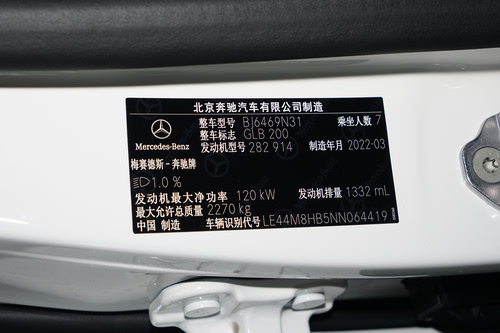 北京奔驰汽车有限公司制造
整车型号 BJ6469N31 乘坐人数 7
整车标志 GLB 200
Mercedes-Benz 发动机型号 282 914 制造年月 2022-03
梅赛德斯-奔驰牌
1.0 %
发动机最大净功率 120 kW 发动机排量 1332 mL
最大允许总质量 2270 kg
中国 制造 车辆识别代号 LE44M8HB5NN064419